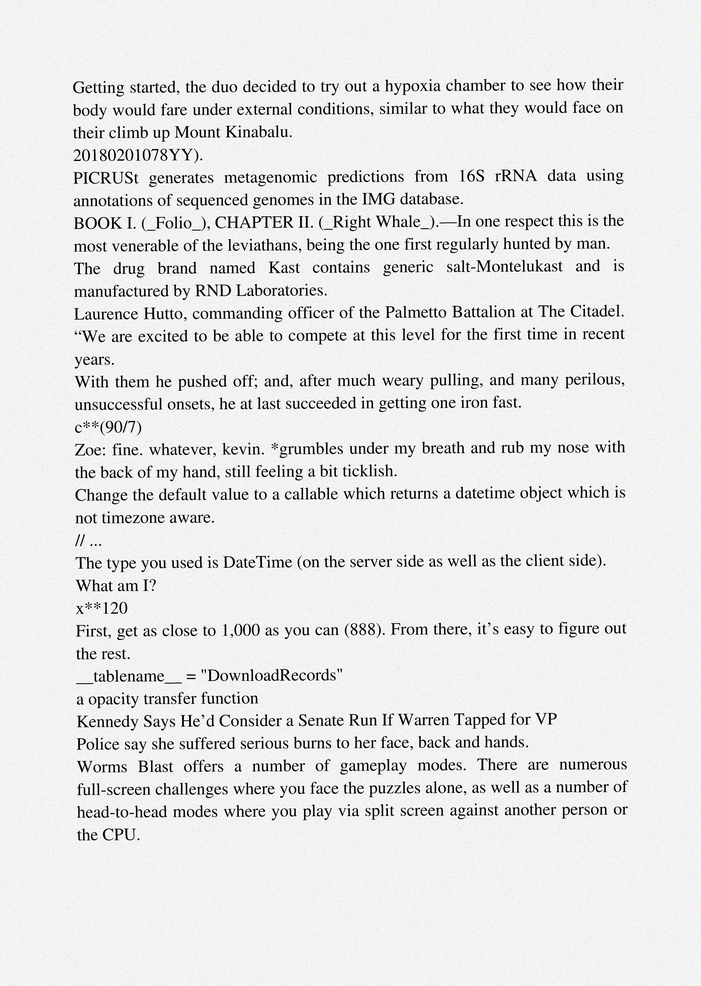 Getting started, the duo decided to try out a hypoxia chamber to see how their
body would fare under external conditions, similar to what they would face on
their climb up Mount Kinabalu.
20180201078YY).
PICRUSt generates metagenomic predictions from 16S rRNA data using
annotations of sequenced genomes in the IMG database.
BOOK I. (_Folio_), CHAPTER II. (_Right Whale_).—In one respect this is the
most venerable of the leviathans, being the one first regularly hunted by man.
The drug brand named Kast contains generic salt-Montelukast and is
manufactured by RND Laboratories.
Laurence Hutto, commanding officer of the Palmetto Battalion at The Citadel.
“We are excited to be able to compete at this level for the first time in recent
years.
With them he pushed off; and, after much weary pulling, and many perilous,
unsuccessful onsets, he at last succeeded in getting one iron fast.
c**(90/7)
Zoe: fine. whatever, kevin. *grumbles under my breath and rub my nose with
the back of my hand, still feeling a bit ticklish.
Change the default value to a callable which returns a datetime object which is
not timezone aware.
// ...
The type you used is DateTime (on the server side as well as the client side).
What am I?
x**120
First, get as close to 1,000 as you can (888). From there, it’s easy to figure out
the rest.
__tablename__ = "DownloadRecords"
a opacity transfer function
Kennedy Says He’d Consider a Senate Run If Warren Tapped for VP
Police say she suffered serious burns to her face, back and hands.
Worms Blast offers a number of gameplay modes. There are numerous
full-screen challenges where you face the puzzles alone, as well as a number of
head-to-head modes where you play via split screen against another person or
the CPU.